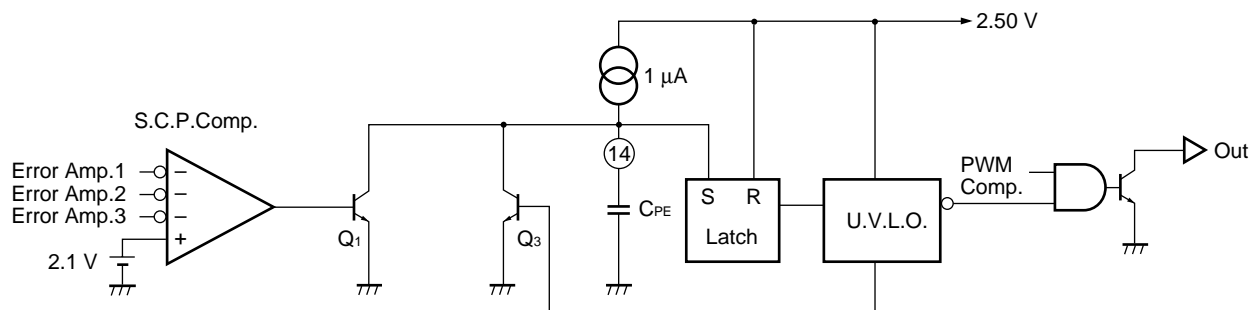 2.50 V
1 μA
S.C.P.Comp.
14
Error Amp.1
Error Amp.2
Error Amp.3
−
−
−
+
2.1 V
Q1
Q3
CPE
S R
Latch
U.V.L.O.
PWM
Comp.
Out